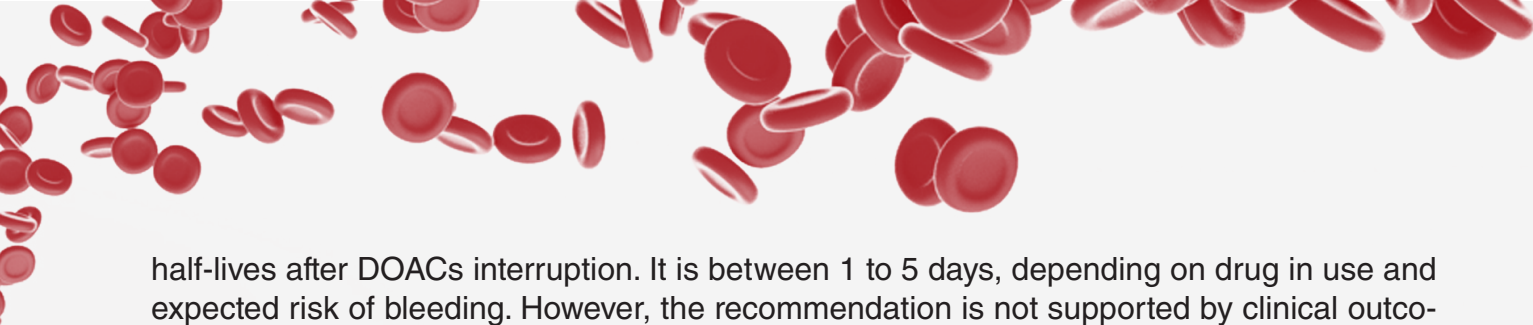 half-lives after DOACs interruption. It is between 1 to 5 days, depending on drug in use and
expected risk of bleeding. However, the recommendation is not supported by clinical outco-